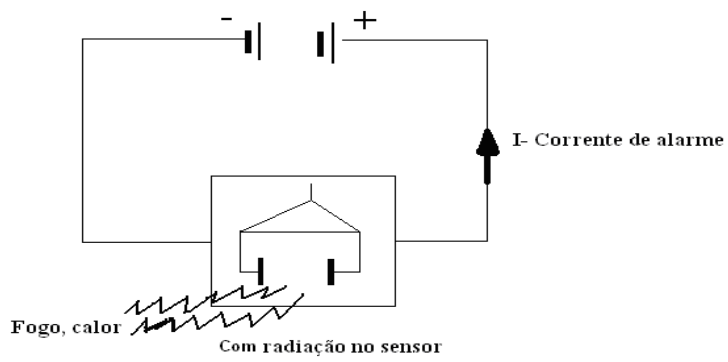 - +
I- Corrente de alarme
Fogo, calor
Com radiação no sensor